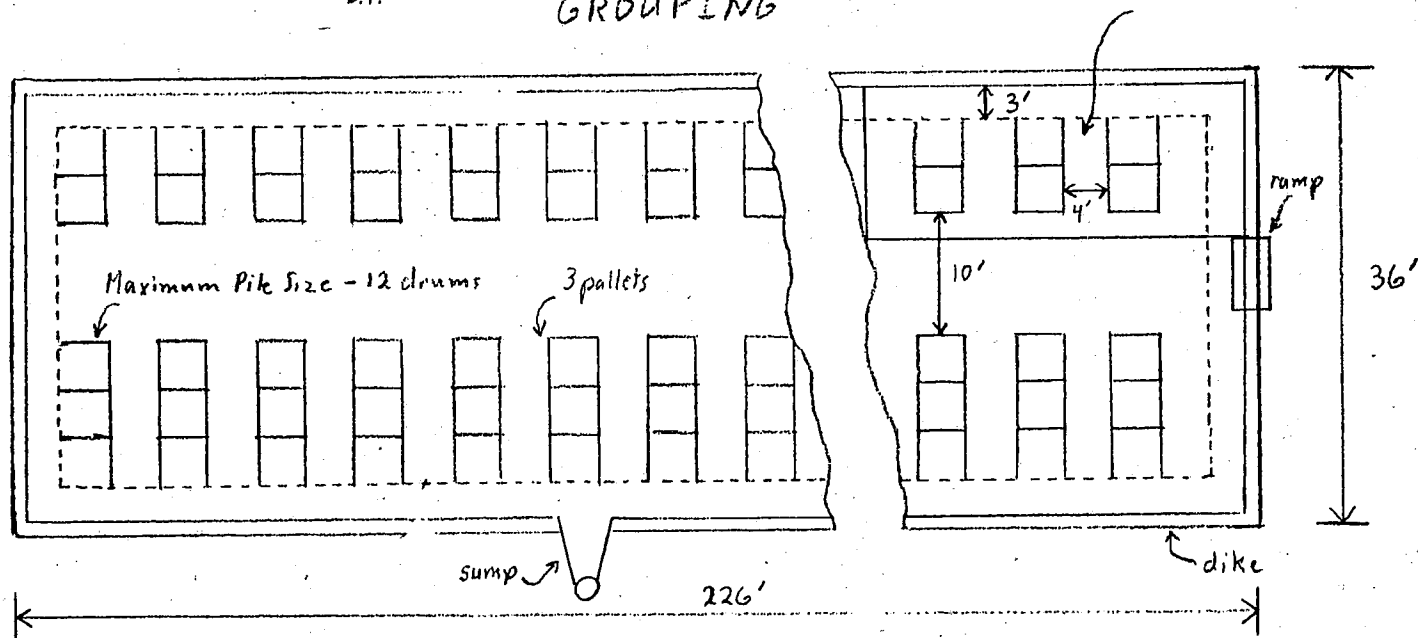 GROUPING
3'
ramp
4'
10'
36'
Maximum Pile Size - 12 drums
3 pallets
sump
dike
226'